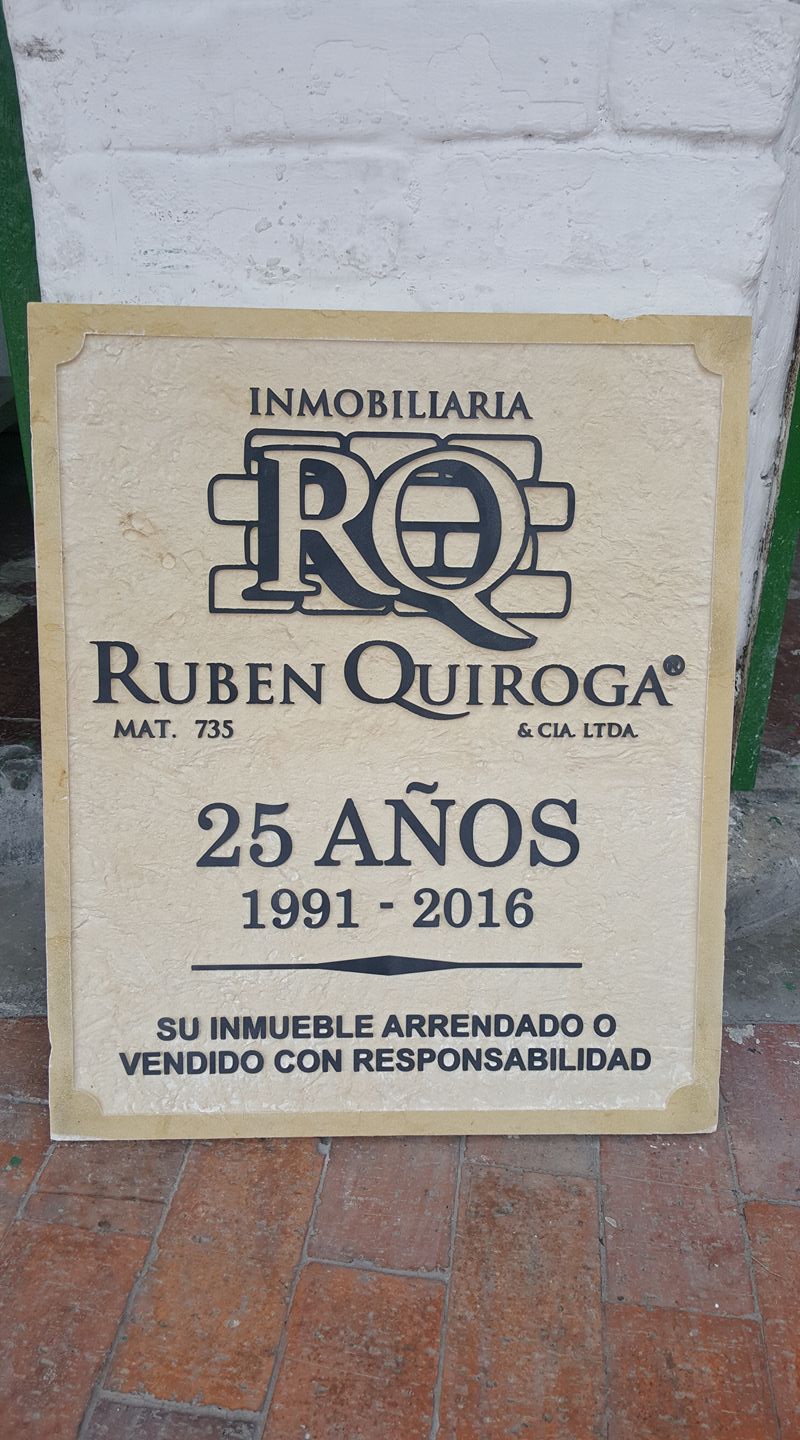 INMOBILIARIA
RQ
RUBEN QUIROGA®
MAT. 735 & CIA. LTDA.
25 AÑOS
1991 - 2016
SU INMUEBLE ARRENDADO O
VENDIDO CON RESPONSABILIDAD